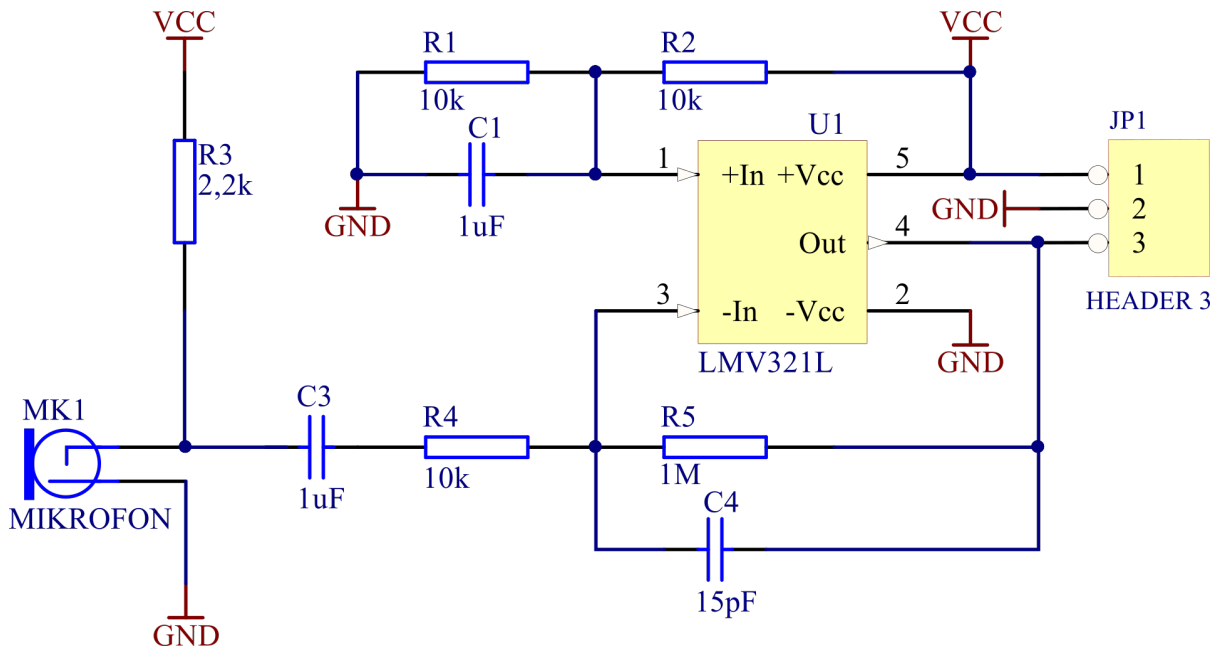 VCC
R1
R2
VCC
10k
10k
C1
U1
JP1
R3
2,2k
1
+In
+Vcc
5
1
GND
1uF
GND
2
Out
4
3
3
-In
-Vcc
2
HEADER 3
LMV321L
GND
C3
MK1
R4
R5
10k
1M
1uF
C4
MIKROFON
15pF
GND